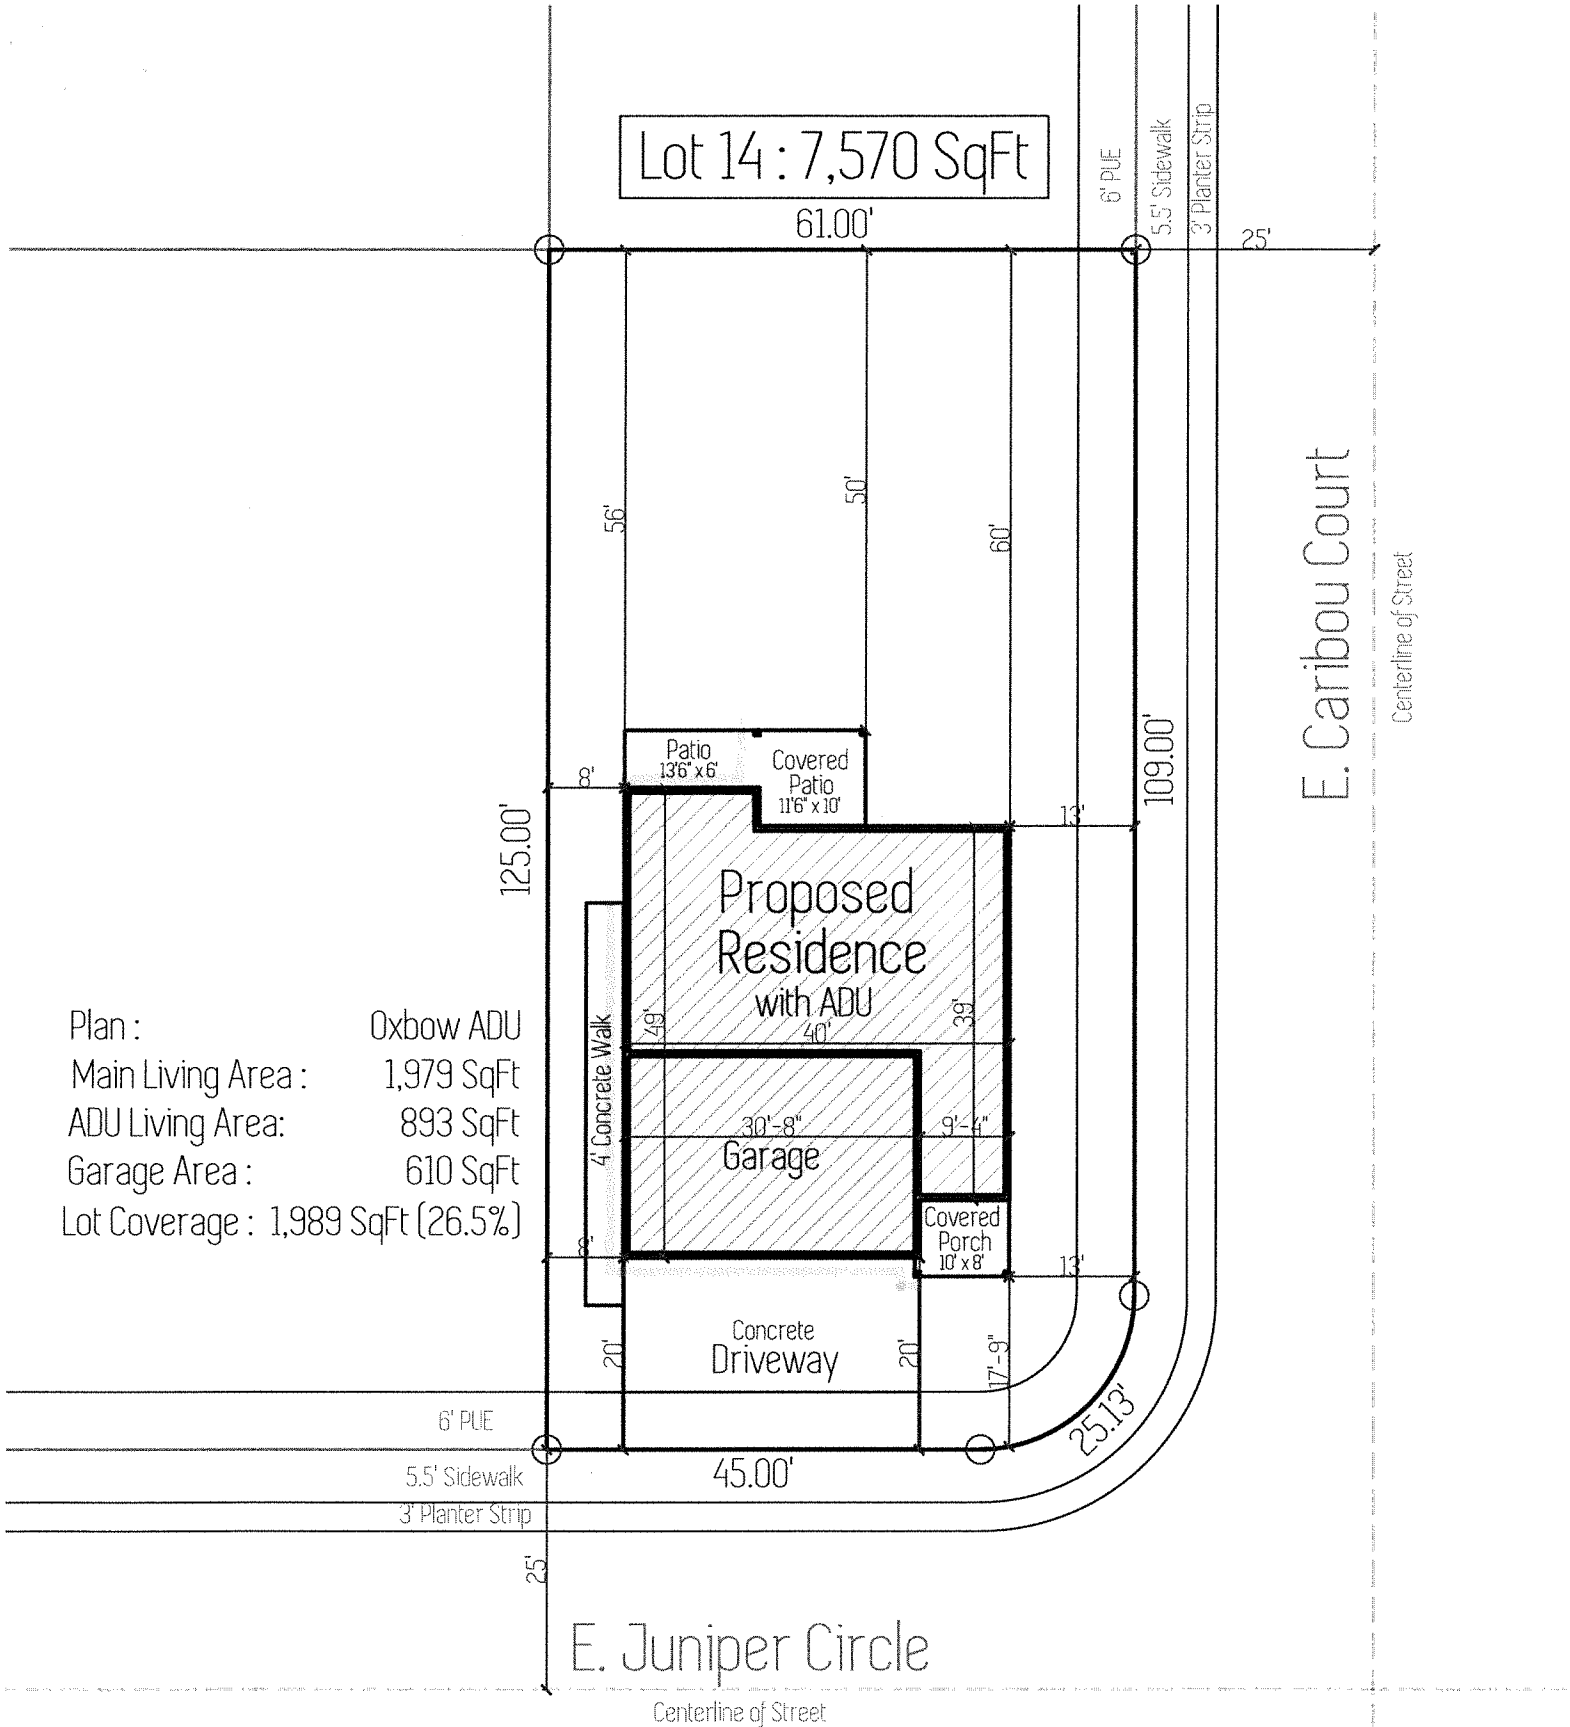 Lot 14 : 7,570 SqFt
61.00'
6' PUE
5.5' Sidewalk
3' Planter Strip
25'
56'
50'
60'
E. Caribou Court
Centerline of Street
109.00'
125.00'
8'
Patio
13'6" x 6'
Covered
Patio
11'6" x 10'
13'
Proposed
Residence
with ADU
40'
49'
39'
4' Concrete Walk
Plan : Oxbow ADU
Main Living Area : 1,979 SqFt
ADU Living Area: 893 SqFt
Garage Area : 610 SqFt
Lot Coverage : 1,989 SqFt (26.5%)
30'-8"
9'-4"
Garage
Covered
Porch
10' x 8'
8'
13'
Concrete
Driveway
20'
20'
17'-9"
25.13'
6' PUE
45.00'
5.5' Sidewalk
3' Planter Strip
25'
E. Juniper Circle
Centerline of Street